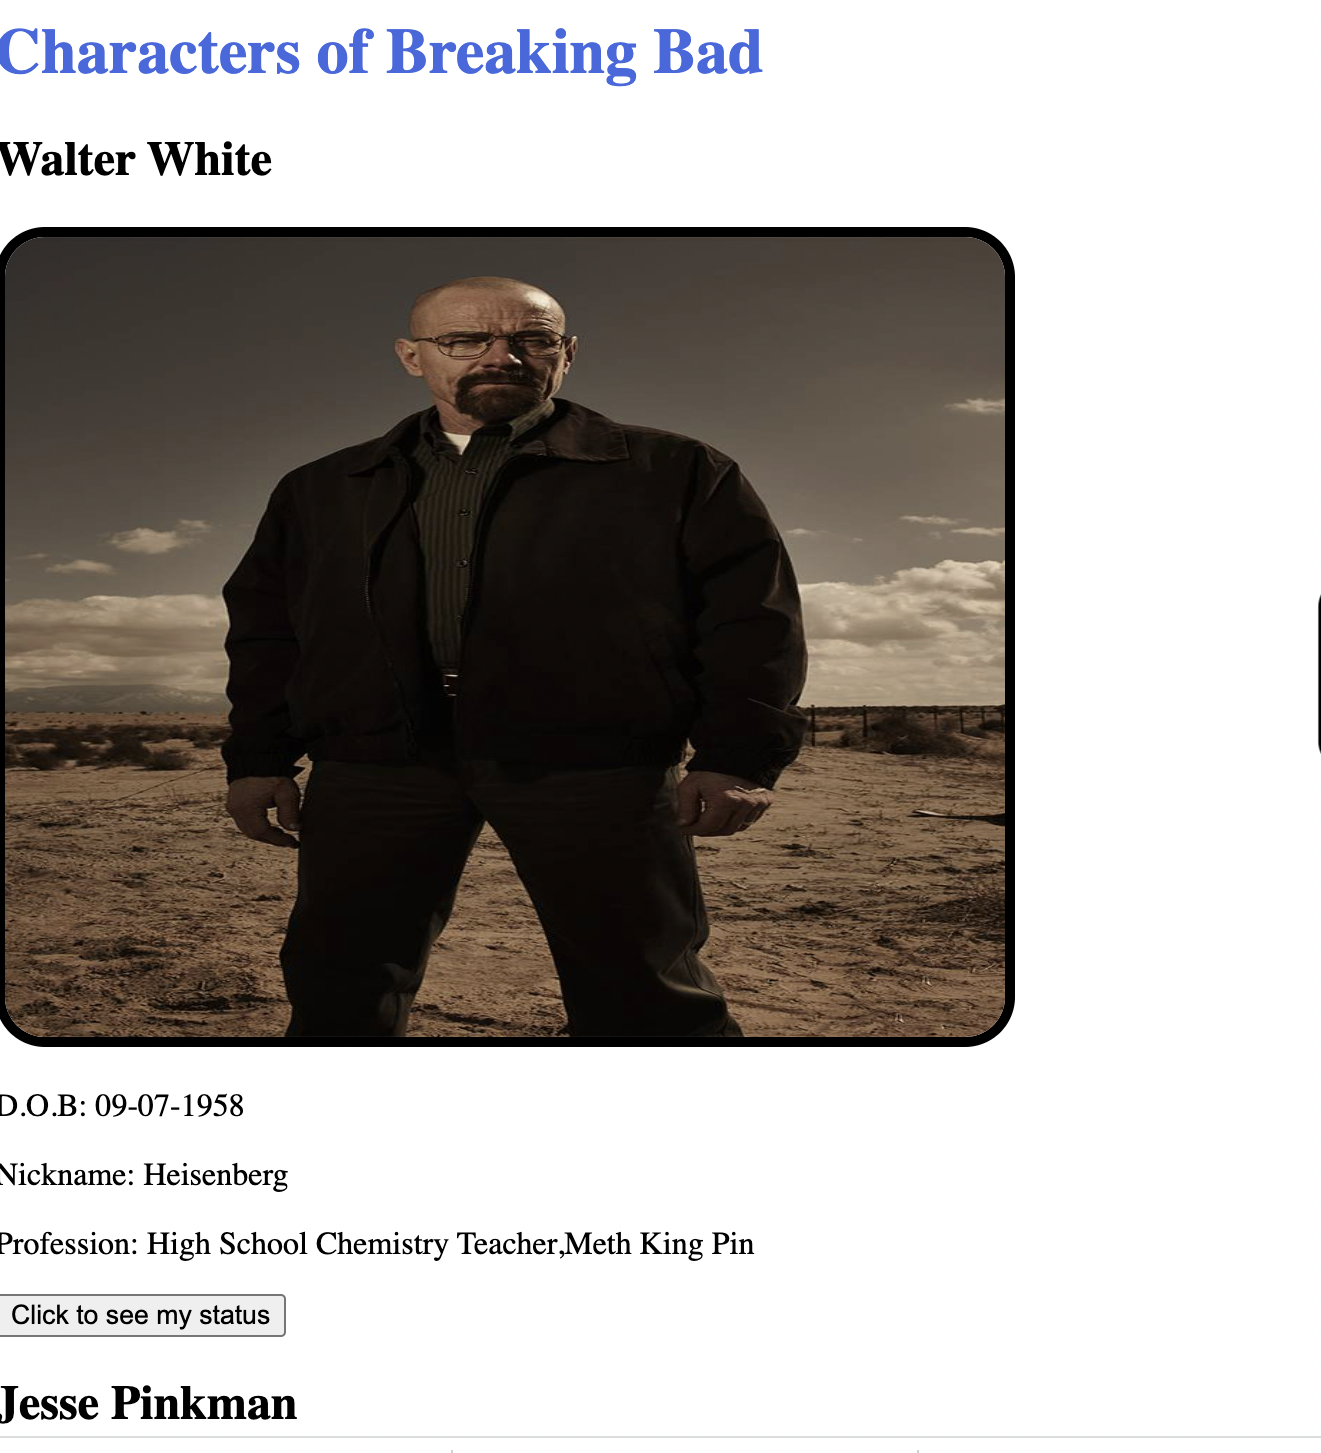 Characters of Breaking Bad
Walter White
D.O.B: 09-07-1958
Nickname: Heisenberg
Profession: High School Chemistry Teacher,Meth King Pin
Click to see my status
Jesse Pinkman